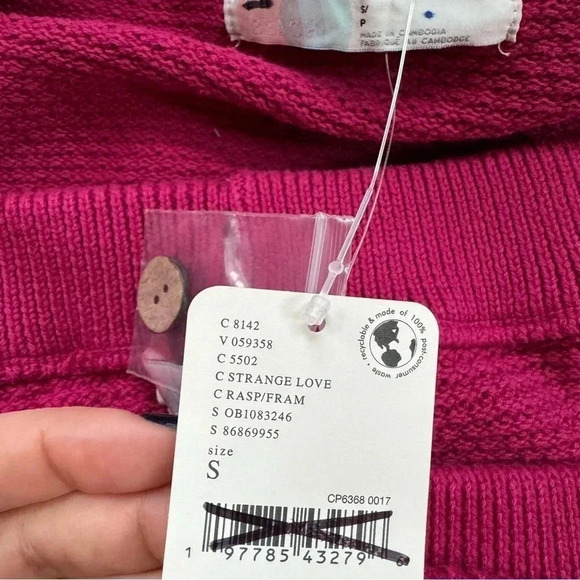 S/
P
MADE IN CAMBODIA
FABRIQUÉ AU CAMBODGE
C 8142
V 059358
C 5502
C STRANGE LOVE
C RASP/FRAM
S OB1083246
S 86869955
size
S
recyclable & made of 100% post-consumer waste •
CP6368 0017
1 97785 43279 6